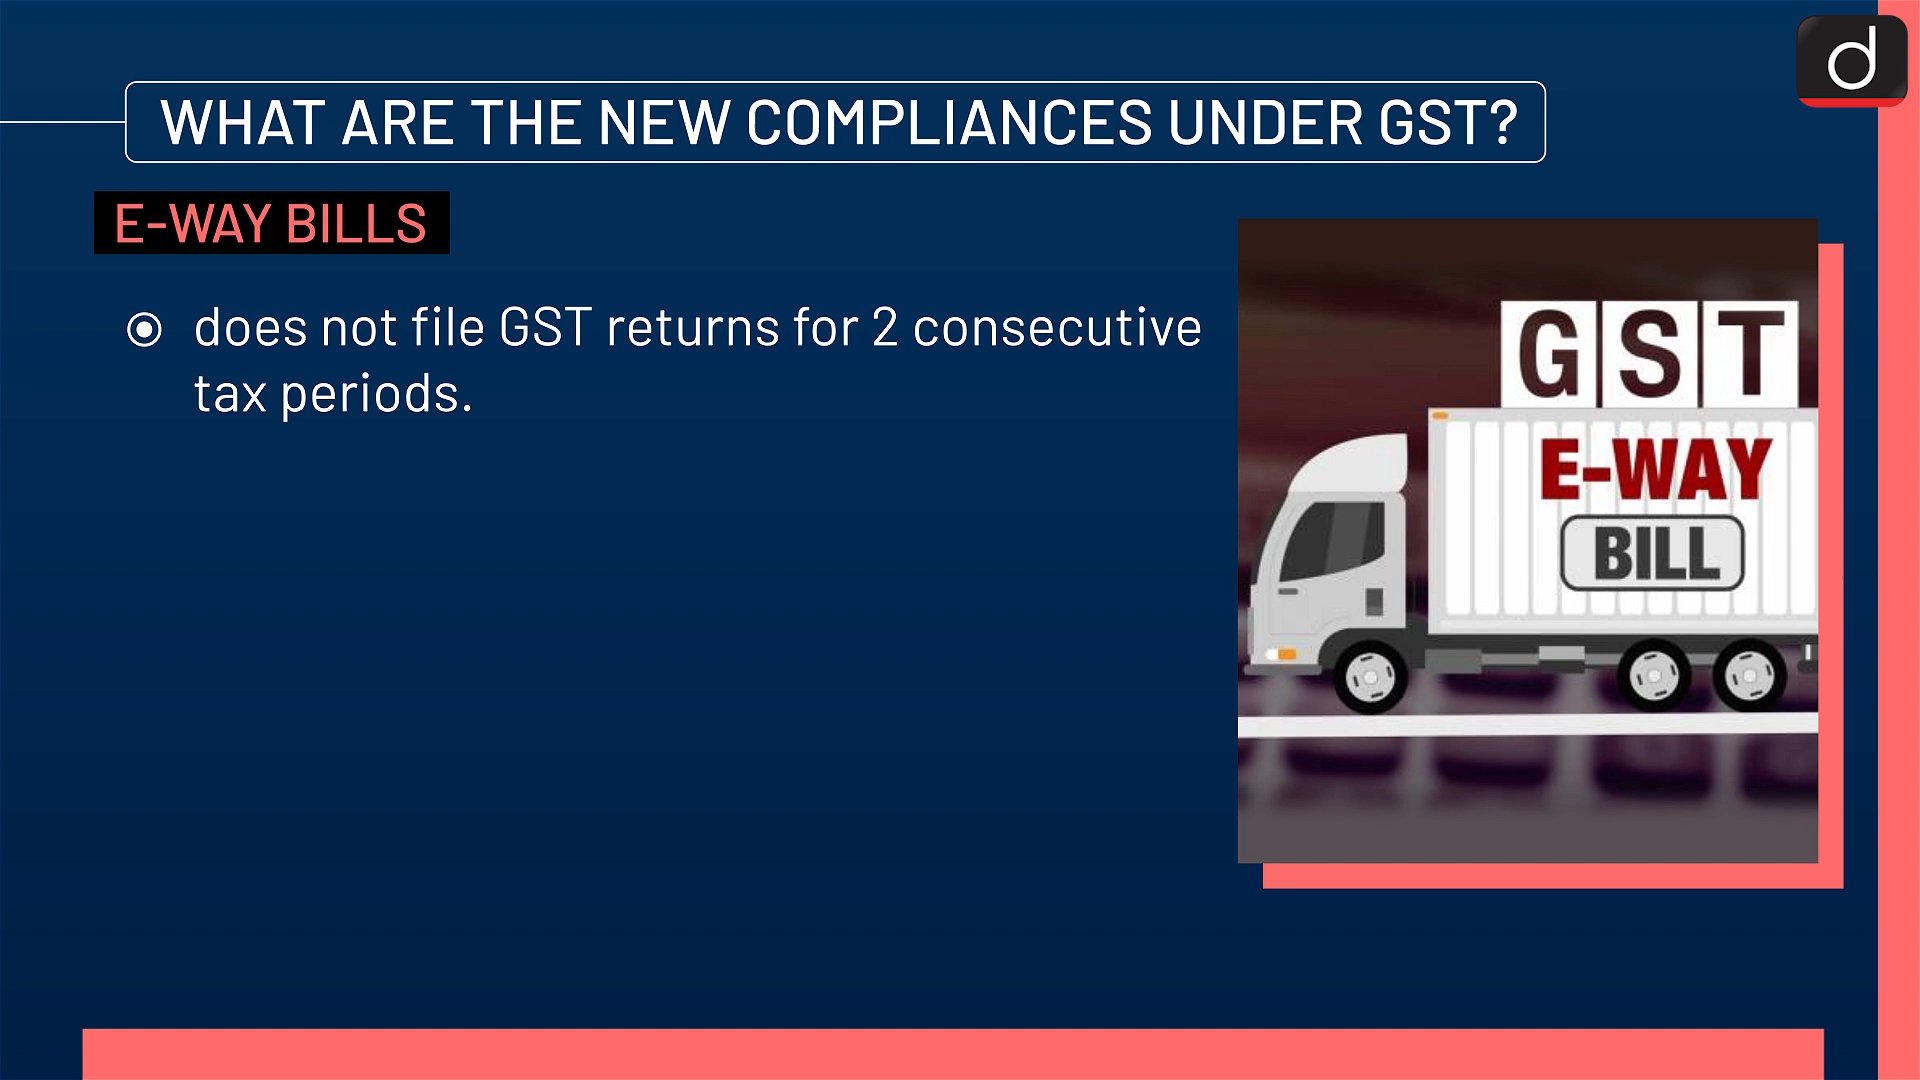 d
WHAT ARE THE NEW COMPLIANCES UNDER GST?
E-WAY BILLS
does not file GST returns for 2 consecutive
tax periods.
GST
E-WAY
BILL